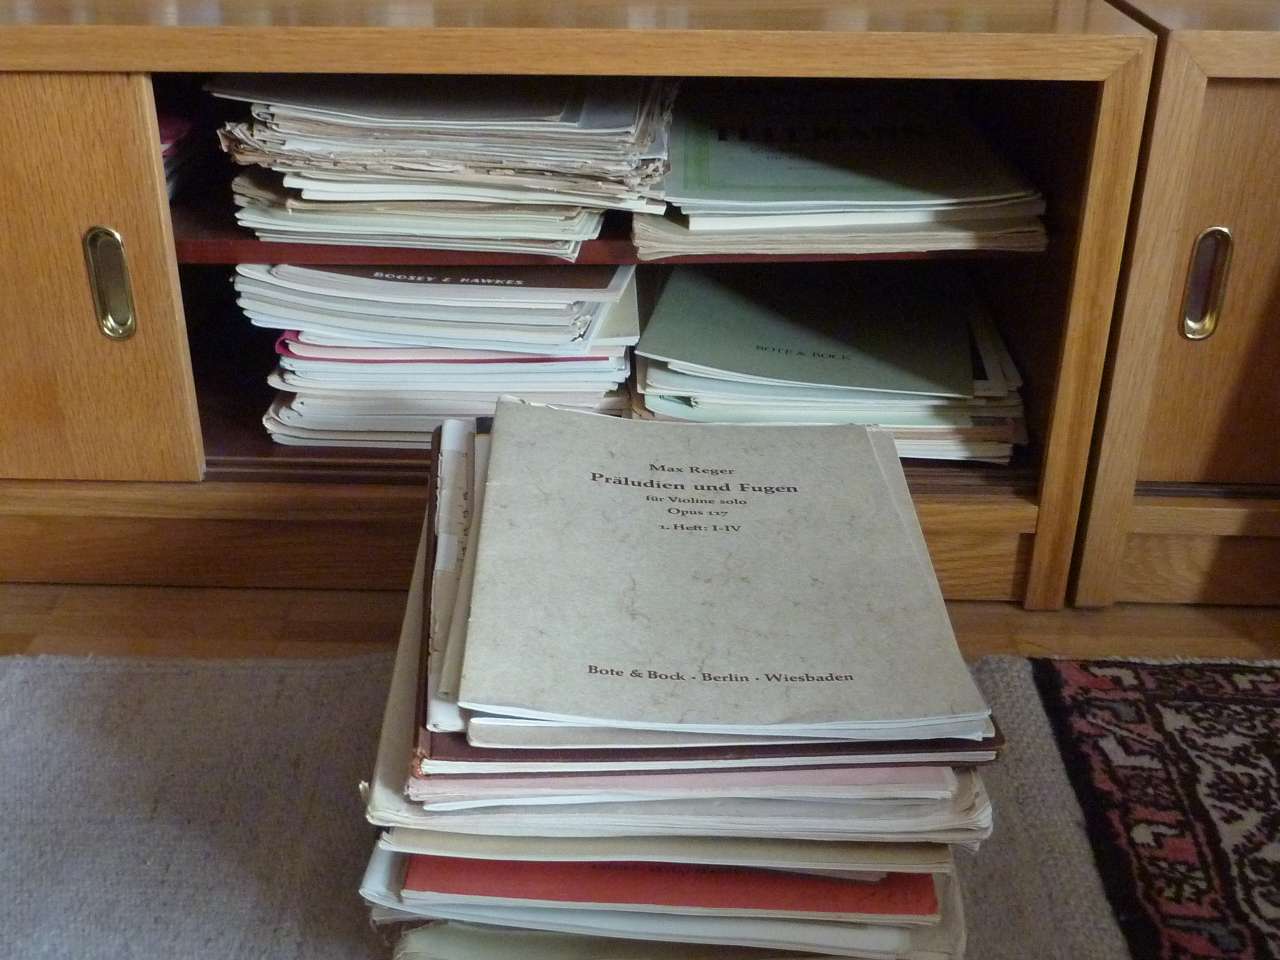 BOOSEY & HAWKES
BOTE & BOCK
Max Reger
Präludien und Fugen
für Violine solo
Opus 117
1. Heft: I-IV
Bote & Bock · Berlin · Wiesbaden